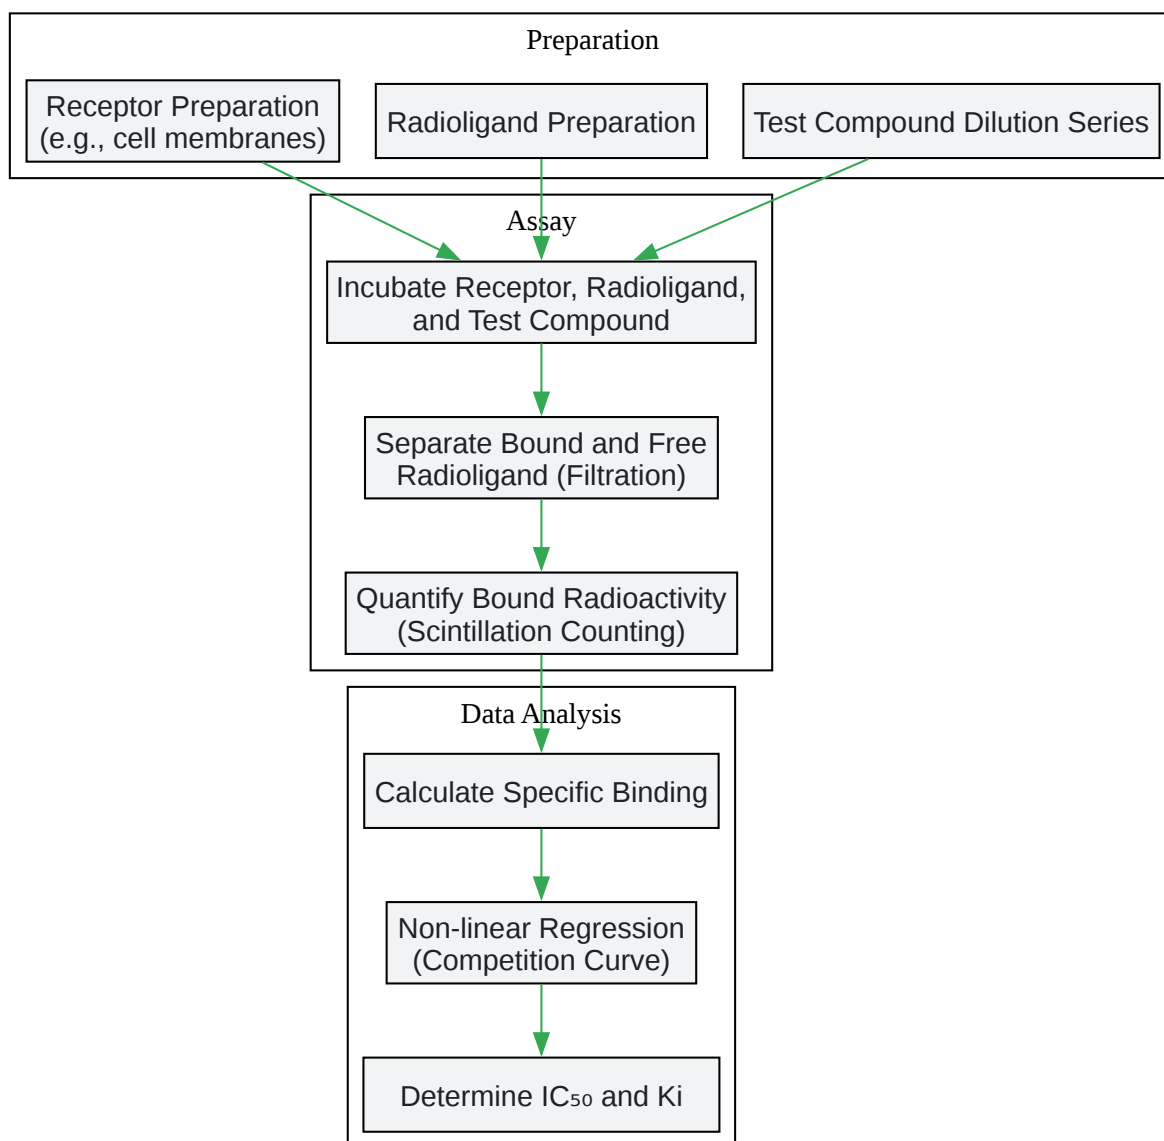 Preparation
Receptor Preparation
(e.g., cell membranes)
Radioligand Preparation
Test Compound Dilution Series
Assay
Incubate Receptor, Radioligand,
and Test Compound
Separate Bound and Free
Radioligand (Filtration)
Quantify Bound Radioactivity
(Scintillation Counting)
Data Analysis
Calculate Specific Binding
Non-linear Regression
(Competition Curve)
Determine IC₅₀ and Ki